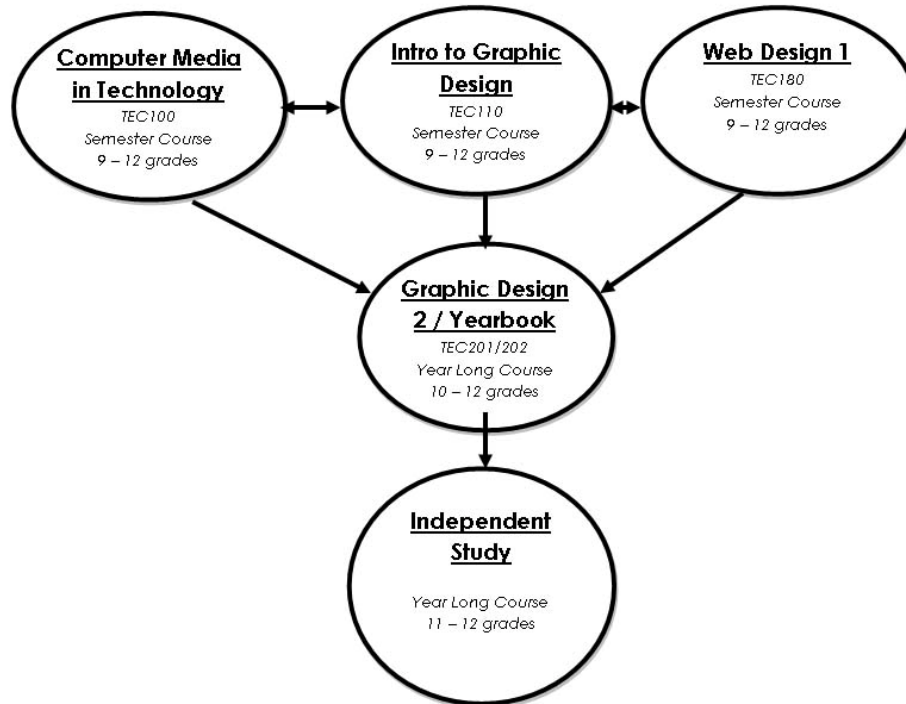 Computer Media
in Technology
TEC100
Semester Course
9 – 12 grades
Intro to Graphic
Design
TEC110
Semester Course
9 – 12 grades
Web Design 1
TEC180
Semester Course
9 – 12 grades
Graphic Design
2 / Yearbook
TEC201/202
Year Long Course
10 – 12 grades
Independent
Study
Year Long Course
11 – 12 grades